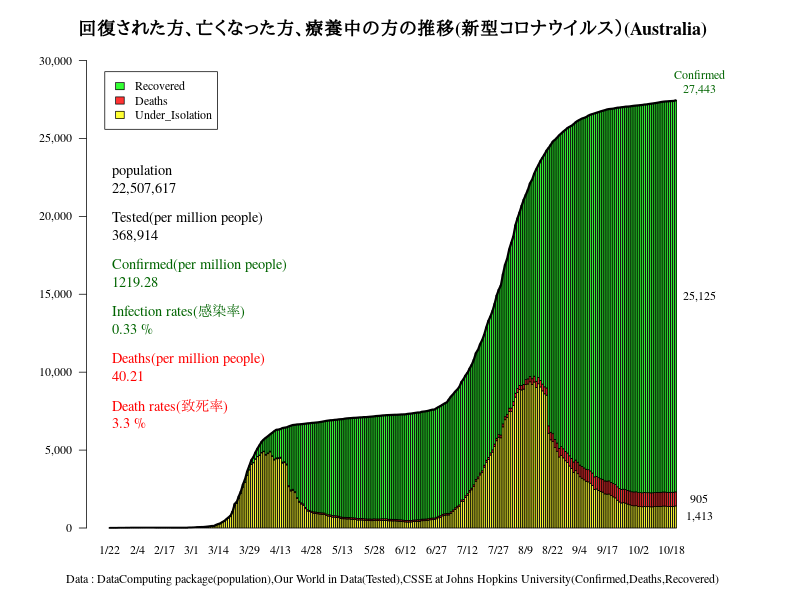 回復された方、亡くなった方、療養中の方の推移(新型コロナウイルス）(Australia)
Confirmed
27,443
30,000
25,000
20,000
15,000
10,000
5,000
0
Recovered
Deaths
Under_Isolation
population
22,507,617
Tested(per million people)
368,914
Confirmed(per million people)
1219.28
Infection rates(感染率)
0.33 %
Deaths(per million people)
40.21
Death rates(致死率)
3.3 %
25,125
905
1,413
1/22 2/4 2/17 3/1 3/14 3/29 4/13 4/28 5/13 5/28 6/12 6/27 7/12 7/27 8/9 8/22 9/4 9/17 10/2 10/18
Data : DataComputing package(population),Our World in Data(Tested),CSSE at Johns Hopkins University(Confirmed,Deaths,Recovered)